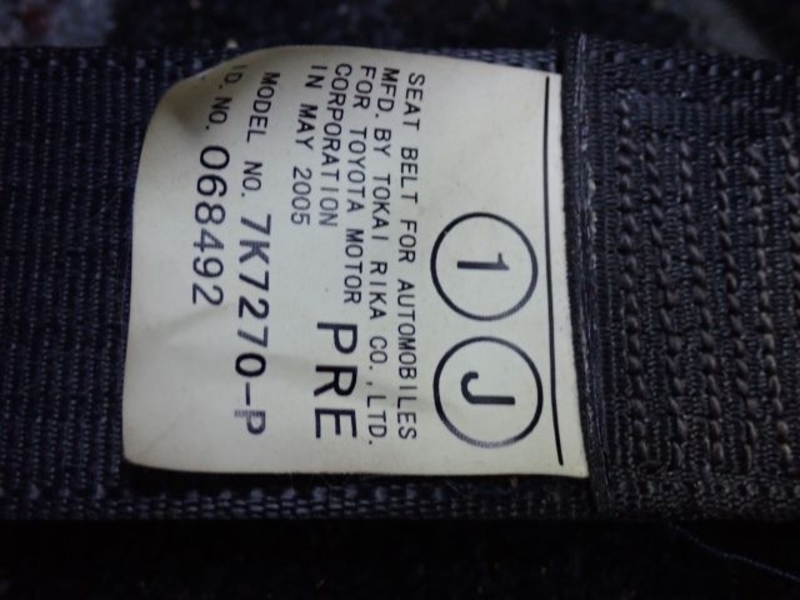 1 J
SEAT BELT FOR AUTOMOBILES
MFD. BY TOKAI RIKA CO.,LTD.
FOR TOYOTA MOTOR
CORPORATION PRE
IN MAY 2005
MODEL NO. 7K7270-P
ID. NO. 068492